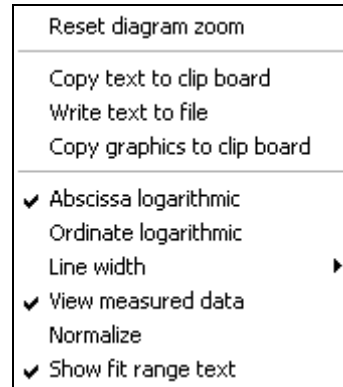 Reset diagram zoom
Copy text to clip board
Write text to file
Copy graphics to clip board
Abscissa logarithmic
Ordinate logarithmic
Line width
View measured data
Normalize
Show fit range text